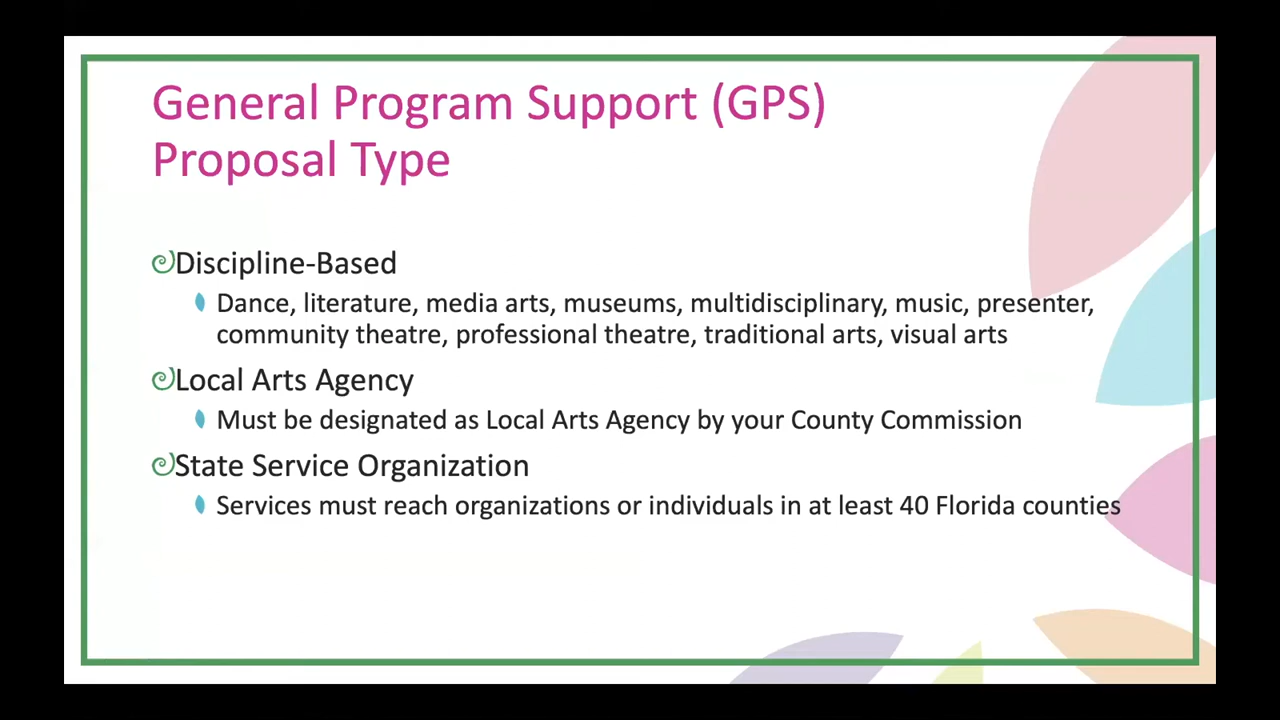 General Program Support (GPS)
Proposal Type
Discipline-Based
Dance, literature, media arts, museums, multidisciplinary, music, presenter,
community theatre, professional theatre, traditional arts, visual arts
Local Arts Agency
Must be designated as Local Arts Agency by your County Commission
State Service Organization
Services must reach organizations or individuals in at least 40 Florida counties